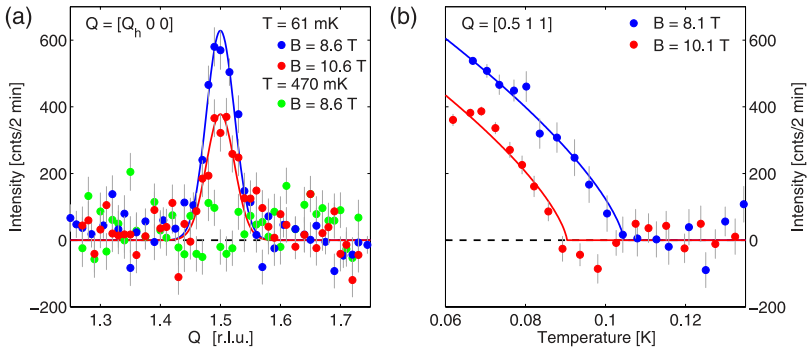 (a)
Q = [Q_h 0 0]
T = 61 mK
B = 8.6 T
B = 10.6 T
T = 470 mK
B = 8.6 T
Intensity [cnts/2 min]
600
400
200
0
−200
1.3 1.4 1.5 1.6 1.7
Q [r.l.u.]
(b)
Q = [0.5 1 1]
B = 8.1 T
B = 10.1 T
600
400
200
0
−200
Intensity [cnts/2 min]
0.06 0.08 0.1 0.12
Temperature [K]